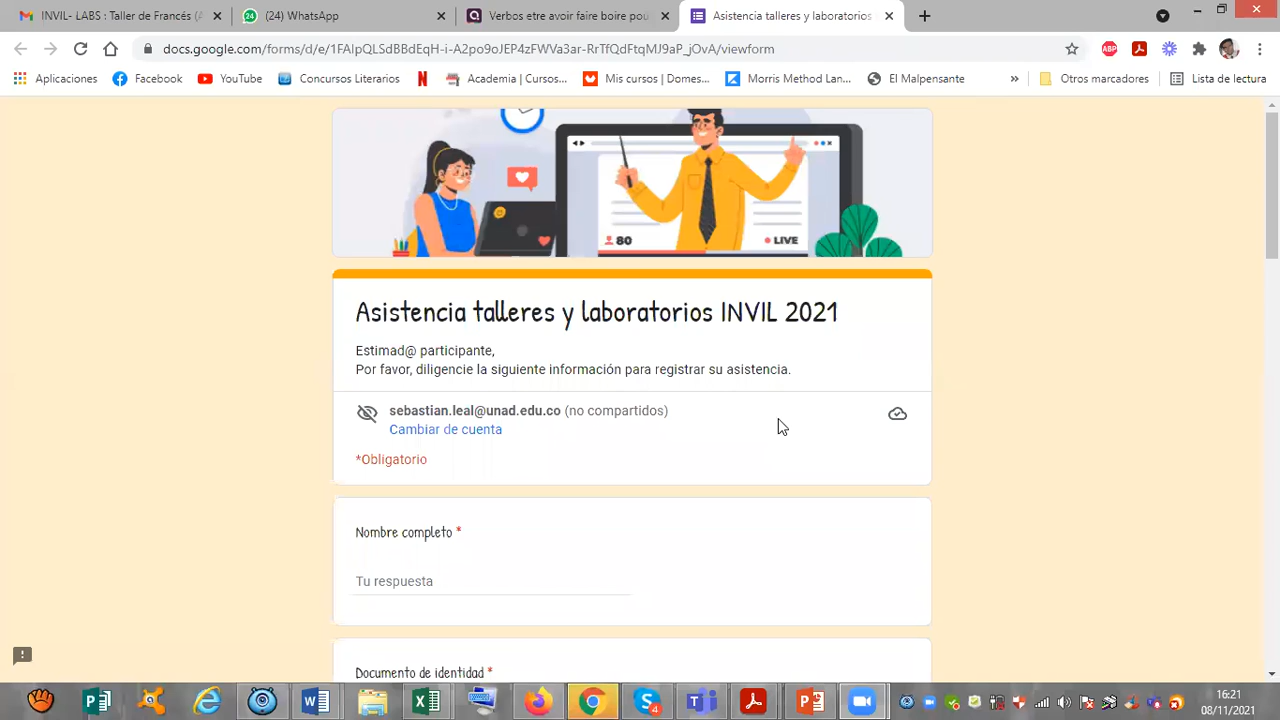 INVIL- LABS : Taller de Francés (A
(24) WhatsApp
Verbos etre avoir faire boire pou
Asistencia talleres y laboratorios
docs.google.com/forms/d/e/1FAIpQLSdBBdEqH-i-A2po9oJEP4zFWVa3ar-RrTfQdFtqMJ9aP_jOvA/viewform
ABP
Aplicaciones
Facebook
YouTube
Concursos Literarios
N
Academia | Cursos...
Mis cursos | Domes...
Morris Method Lan...
El Malpensante
»
Otros marcadores
Lista de lectura
80
LIVE
Asistencia talleres y laboratorios INVIL 2021
Estimad@ participante,
Por favor, diligencie la siguiente información para registrar su asistencia.
sebastian.leal@unad.edu.co (no compartidos)
Cambiar de cuenta
*Obligatorio
Nombre completo *
Tu respuesta
Documento de identidad *
16:21
08/11/2021